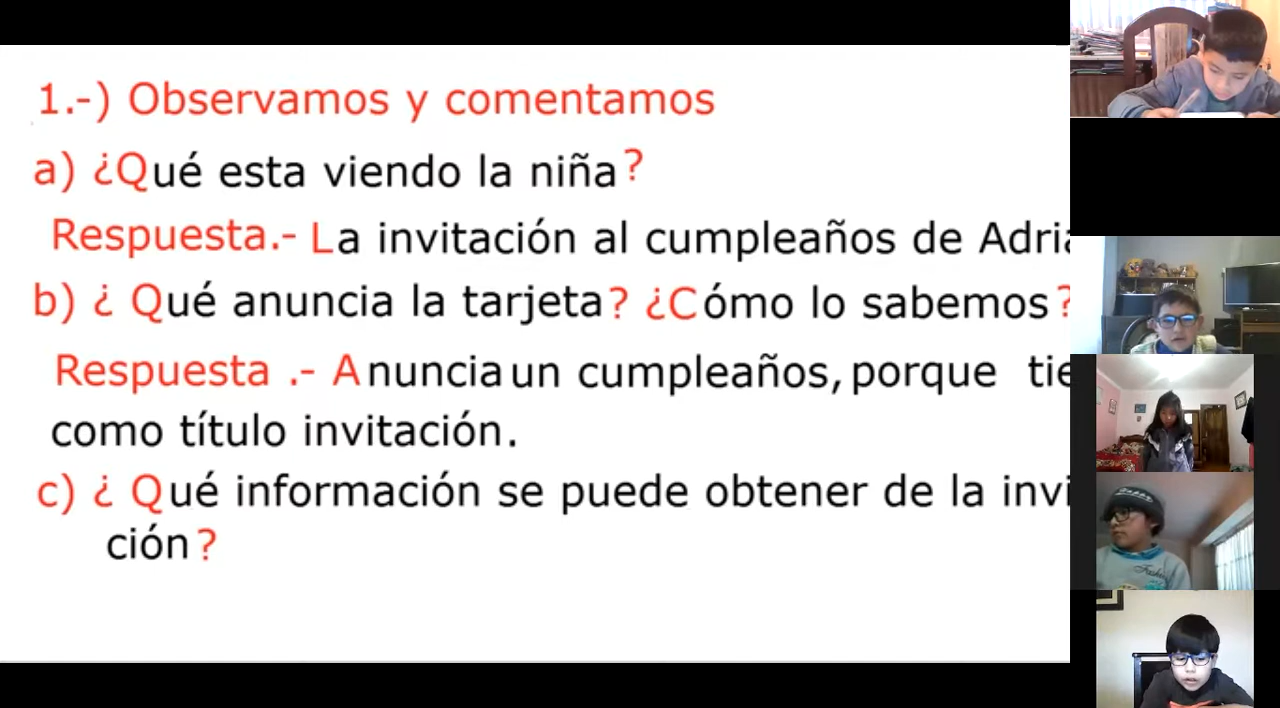 1.-) Observamos y comentamos
a) ¿Qué esta viendo la niña?
Respuesta.- La invitación al cumpleaños de
b) ¿ Qué anuncia la tarjeta? ¿Cómo lo sabemos?
Respuesta .- Anuncia un cumpleaños, porque
como título invitación.
c) ¿ Qué información se puede obtener de la
ción?